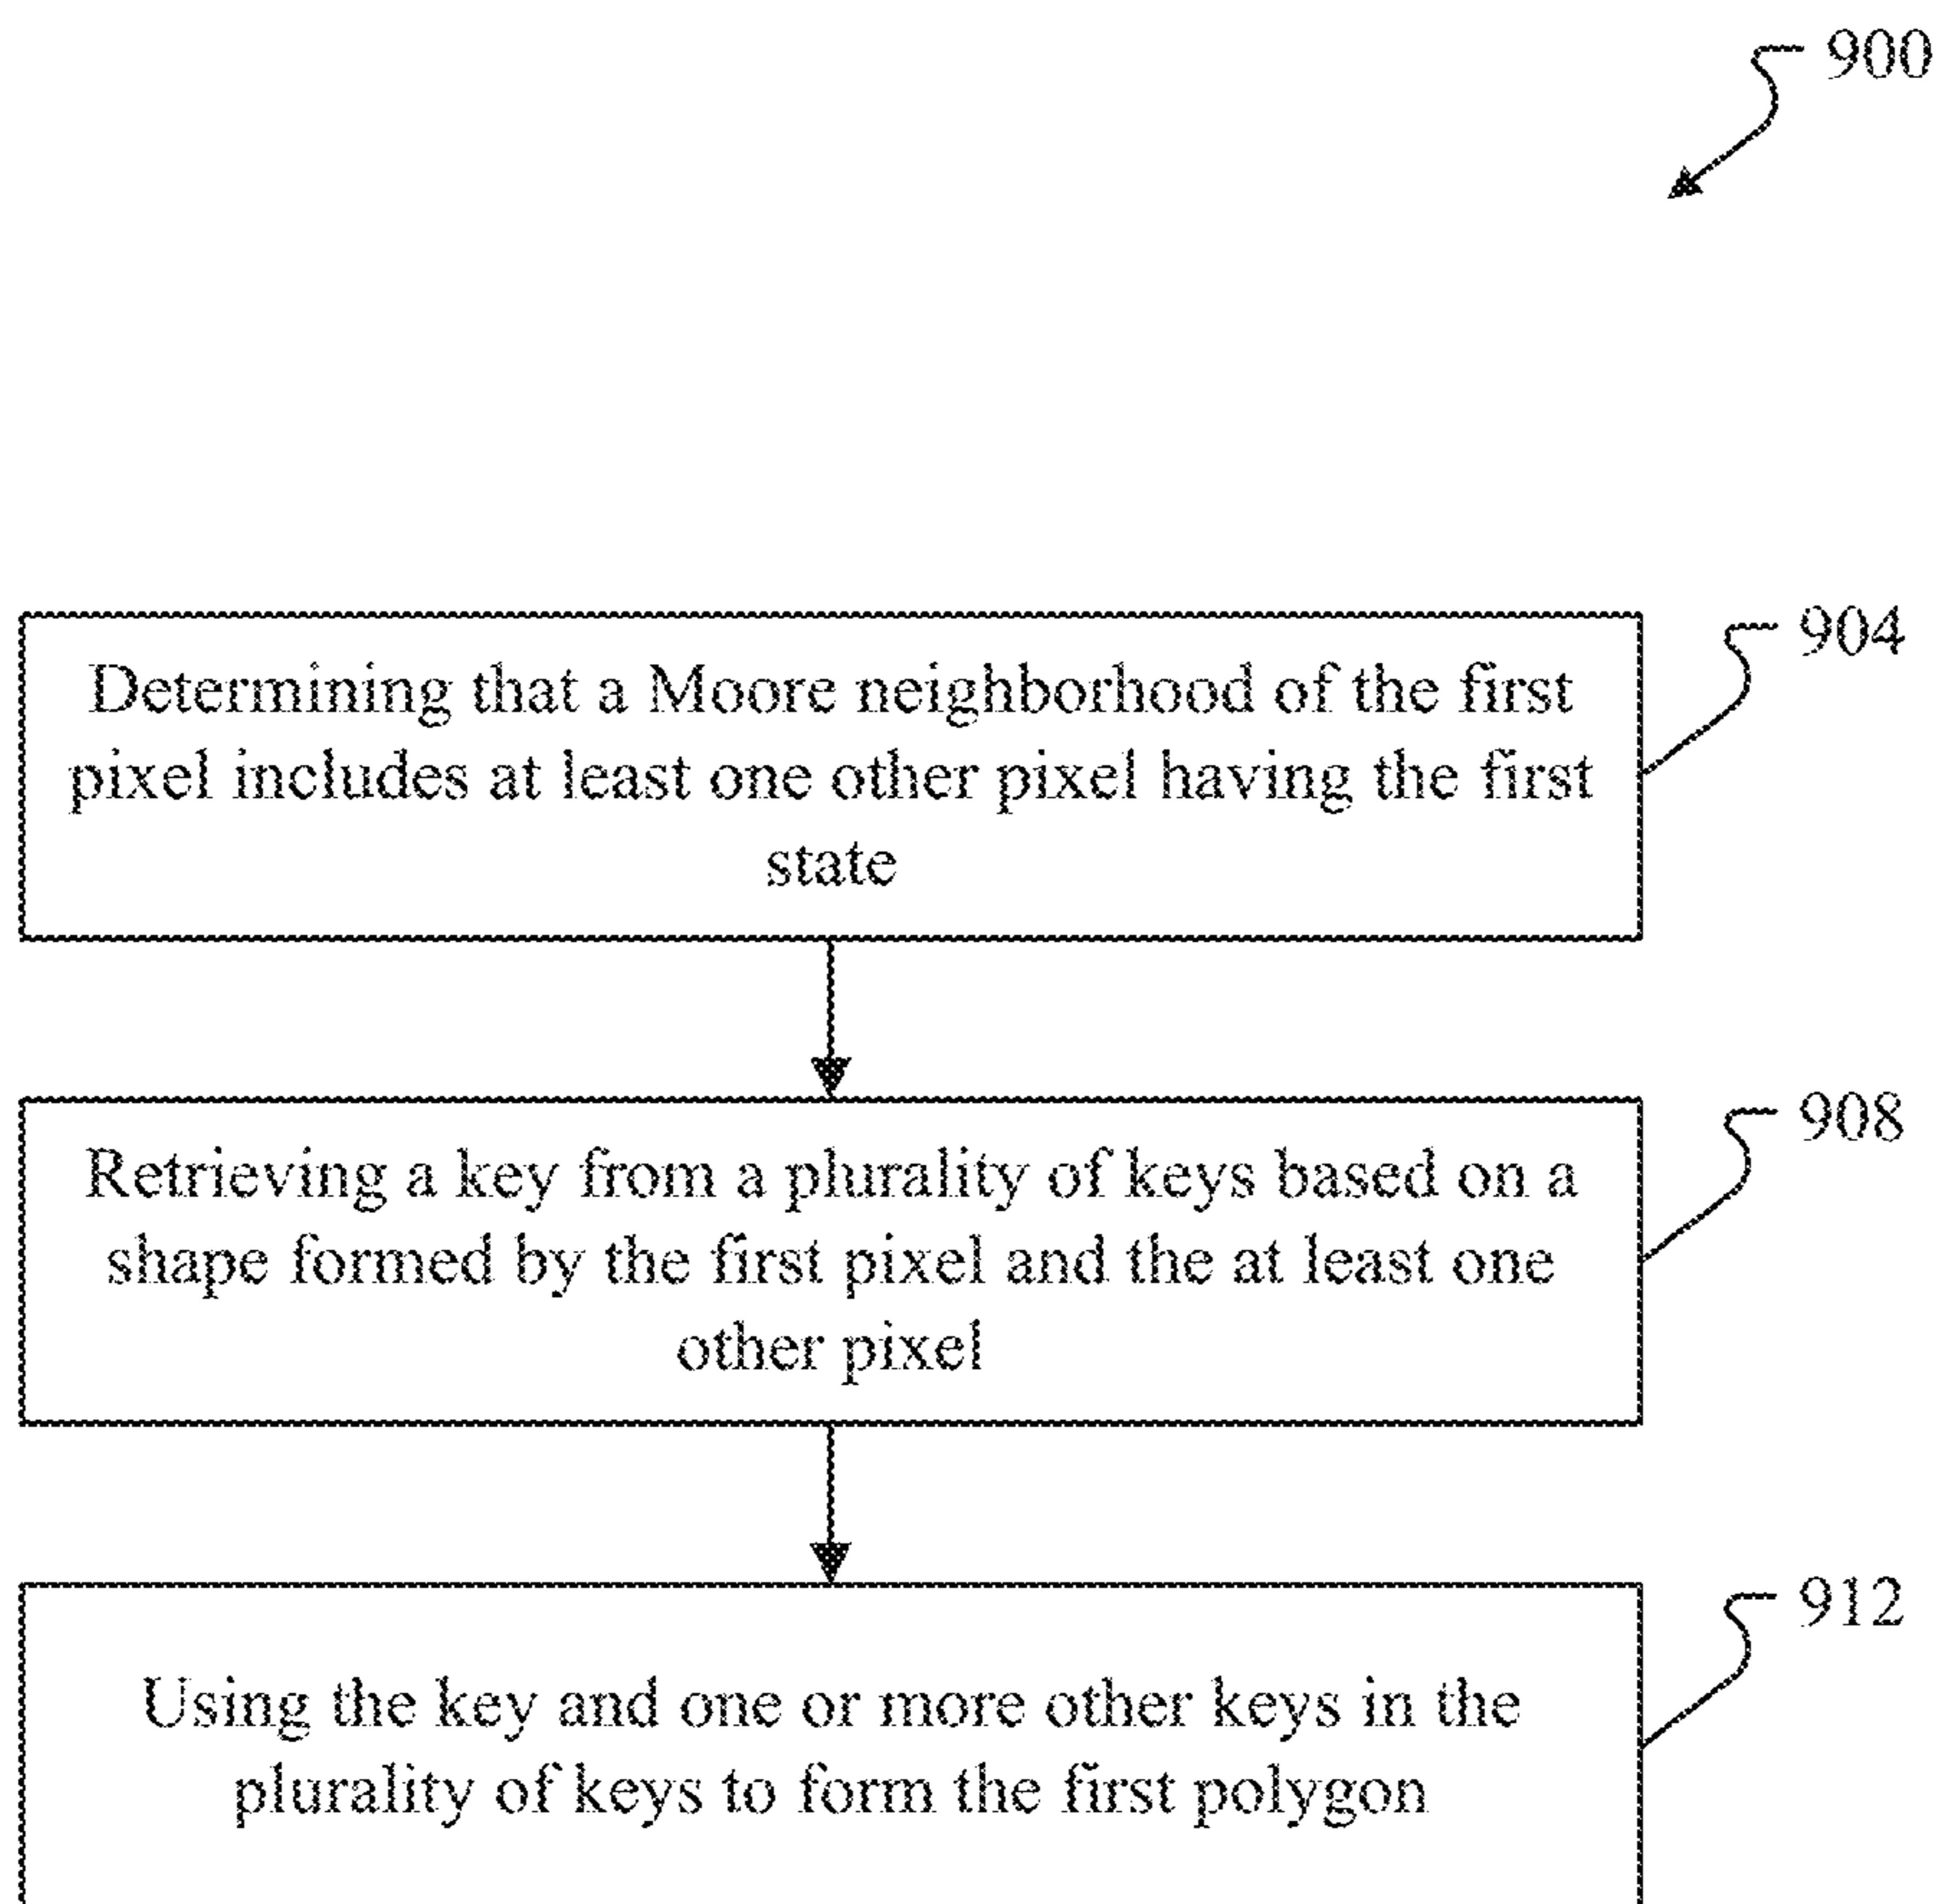 900
904
Determining that a Moore neighborhood of the first
pixel includes at least one other pixel having the first
state
908
Retrieving a key from a plurality of keys based on a
shape formed by the first pixel and the at least one
other pixel
912
Using the key and one or more other keys in the
plurality of keys to form the first polygon